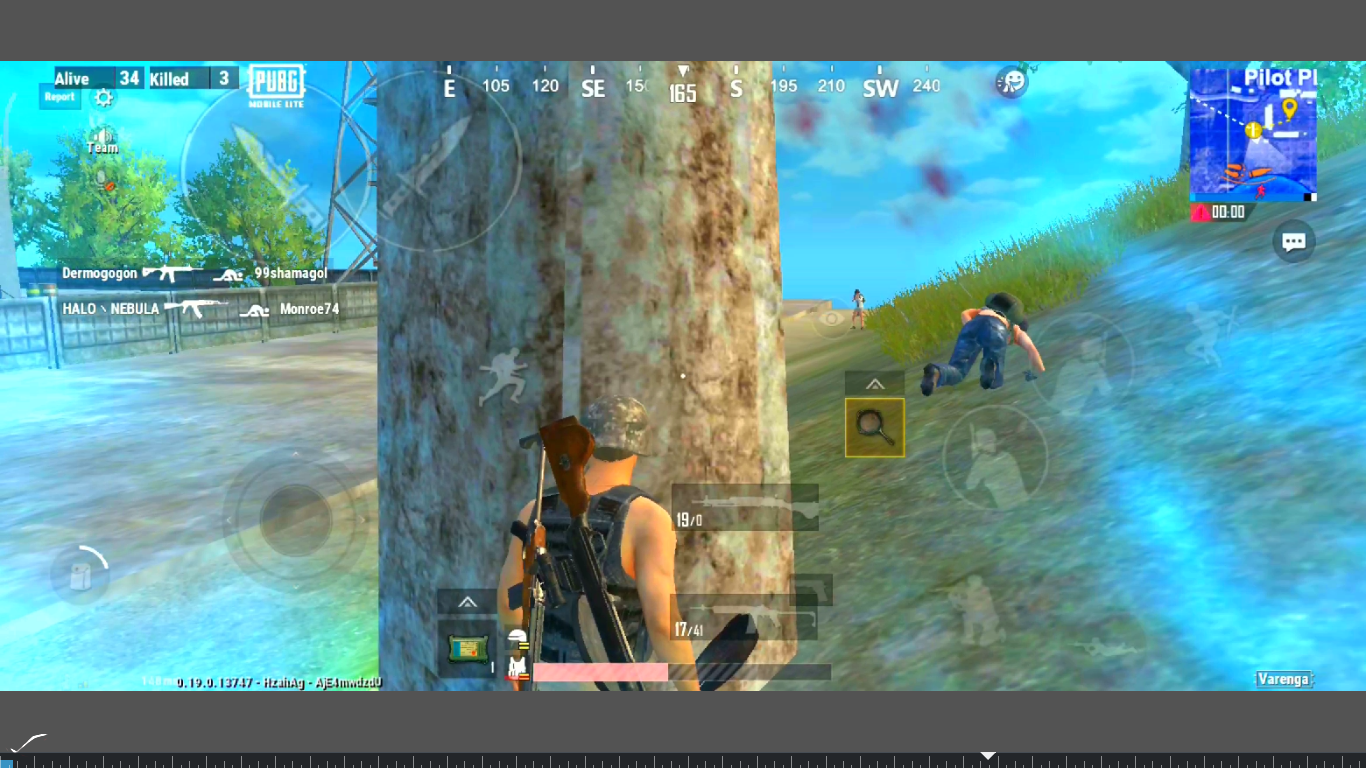 Alive 34 Killed 3
PUBG
MOBILE LITE
Report
Team
E 105 120 SE 165 S 195 210 SW 240
Pilot Pl
1
00:00
Dermogogon 99shamagol
HALO丶NEBULA Monroe74
19/0
17/41
1
0.19.0.13747 - HzahAg - AjE4mwdzdU
Varenga